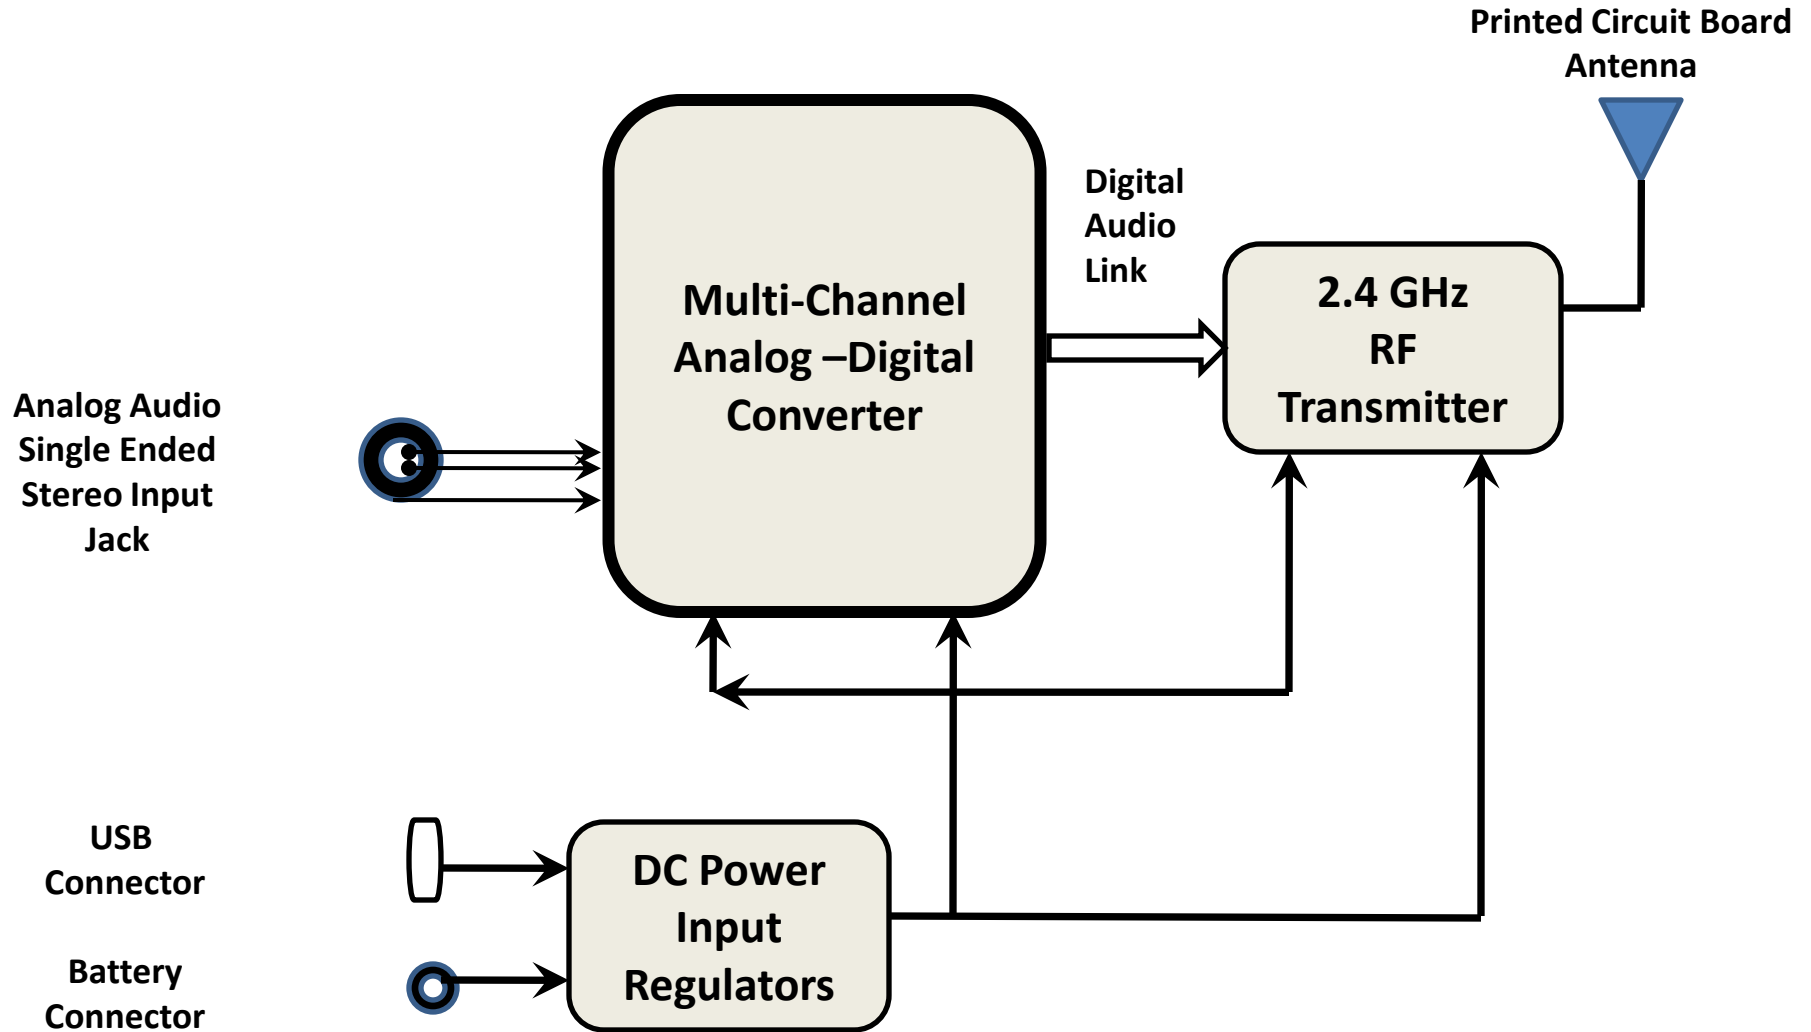 Printed Circuit Board
Antenna
Digital
Audio
Link
Multi-Channel
Analog –Digital
Converter
2.4 GHz
RF
Transmitter
Analog Audio
Single Ended
Stereo Input
Jack
USB
Connector
DC Power
Input
Regulators
Battery
Connector